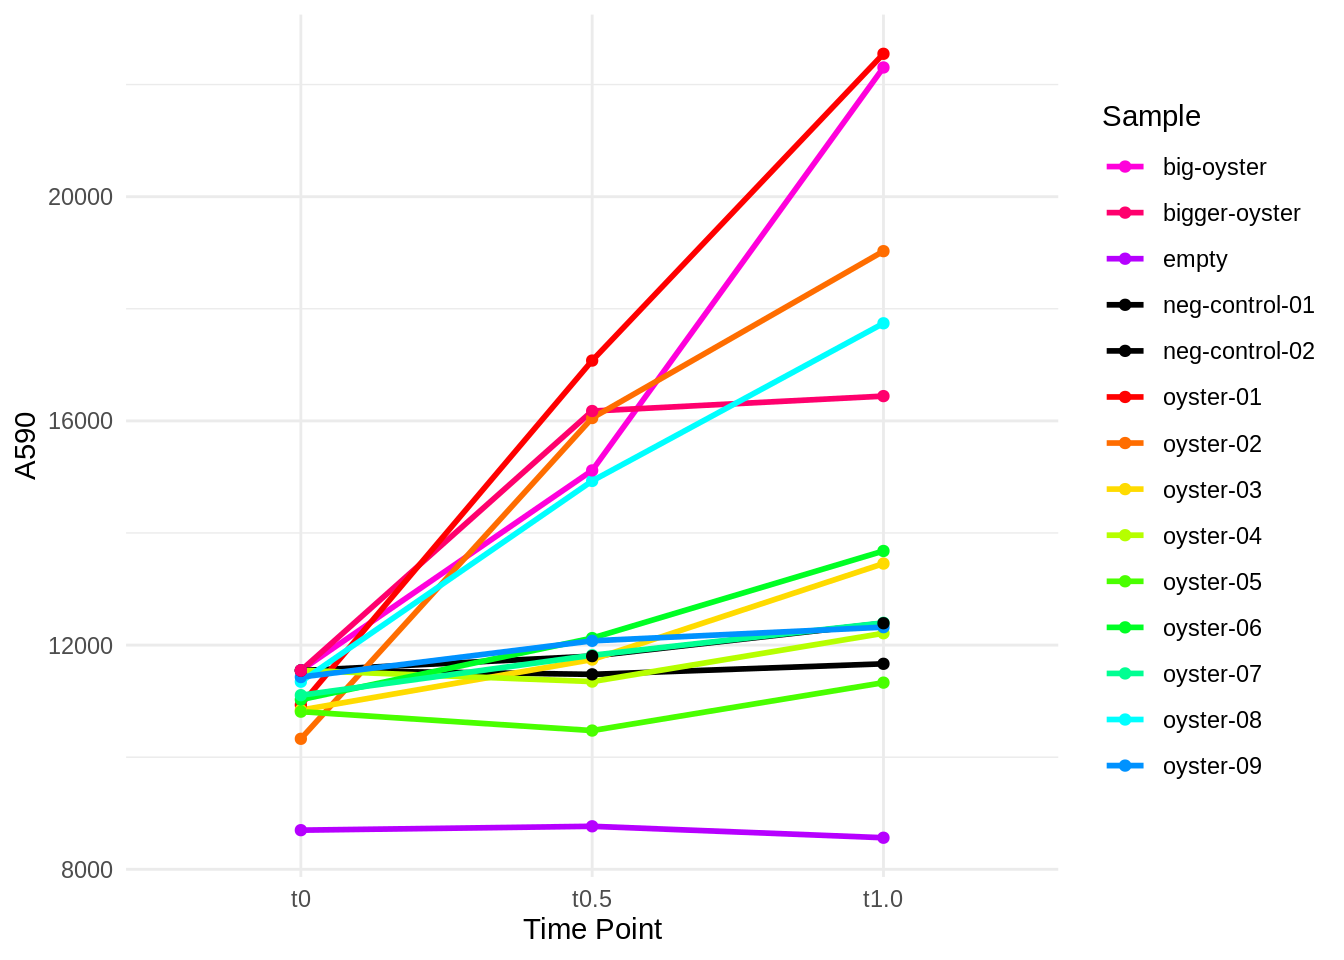 A590
20000
16000
12000
8000
t0
t0.5
t1.0
Time Point
Sample
big-oyster
bigger-oyster
empty
neg-control-01
neg-control-02
oyster-01
oyster-02
oyster-03
oyster-04
oyster-05
oyster-06
oyster-07
oyster-08
oyster-09